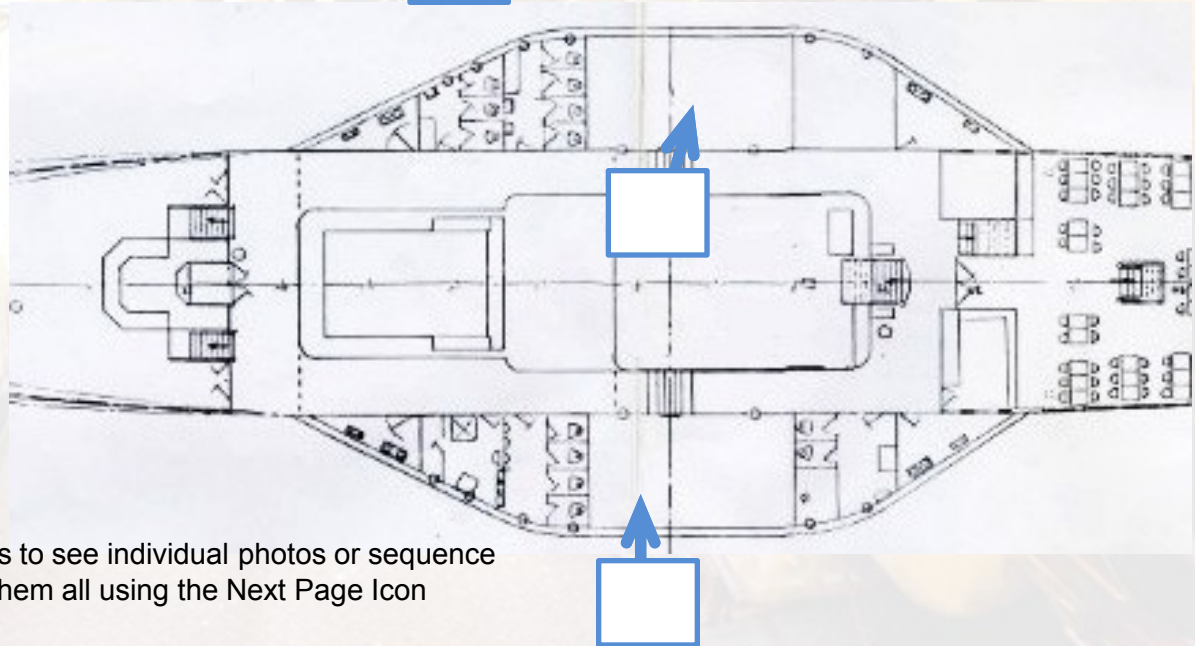 s to see individual photos or sequence
hem all using the Next Page Icon